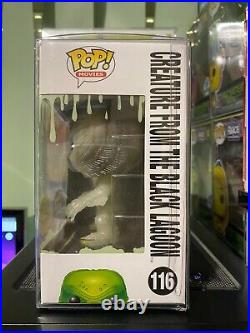 POP!
MOVIES
CREATURE FROM THE BLACK LAGOON
116